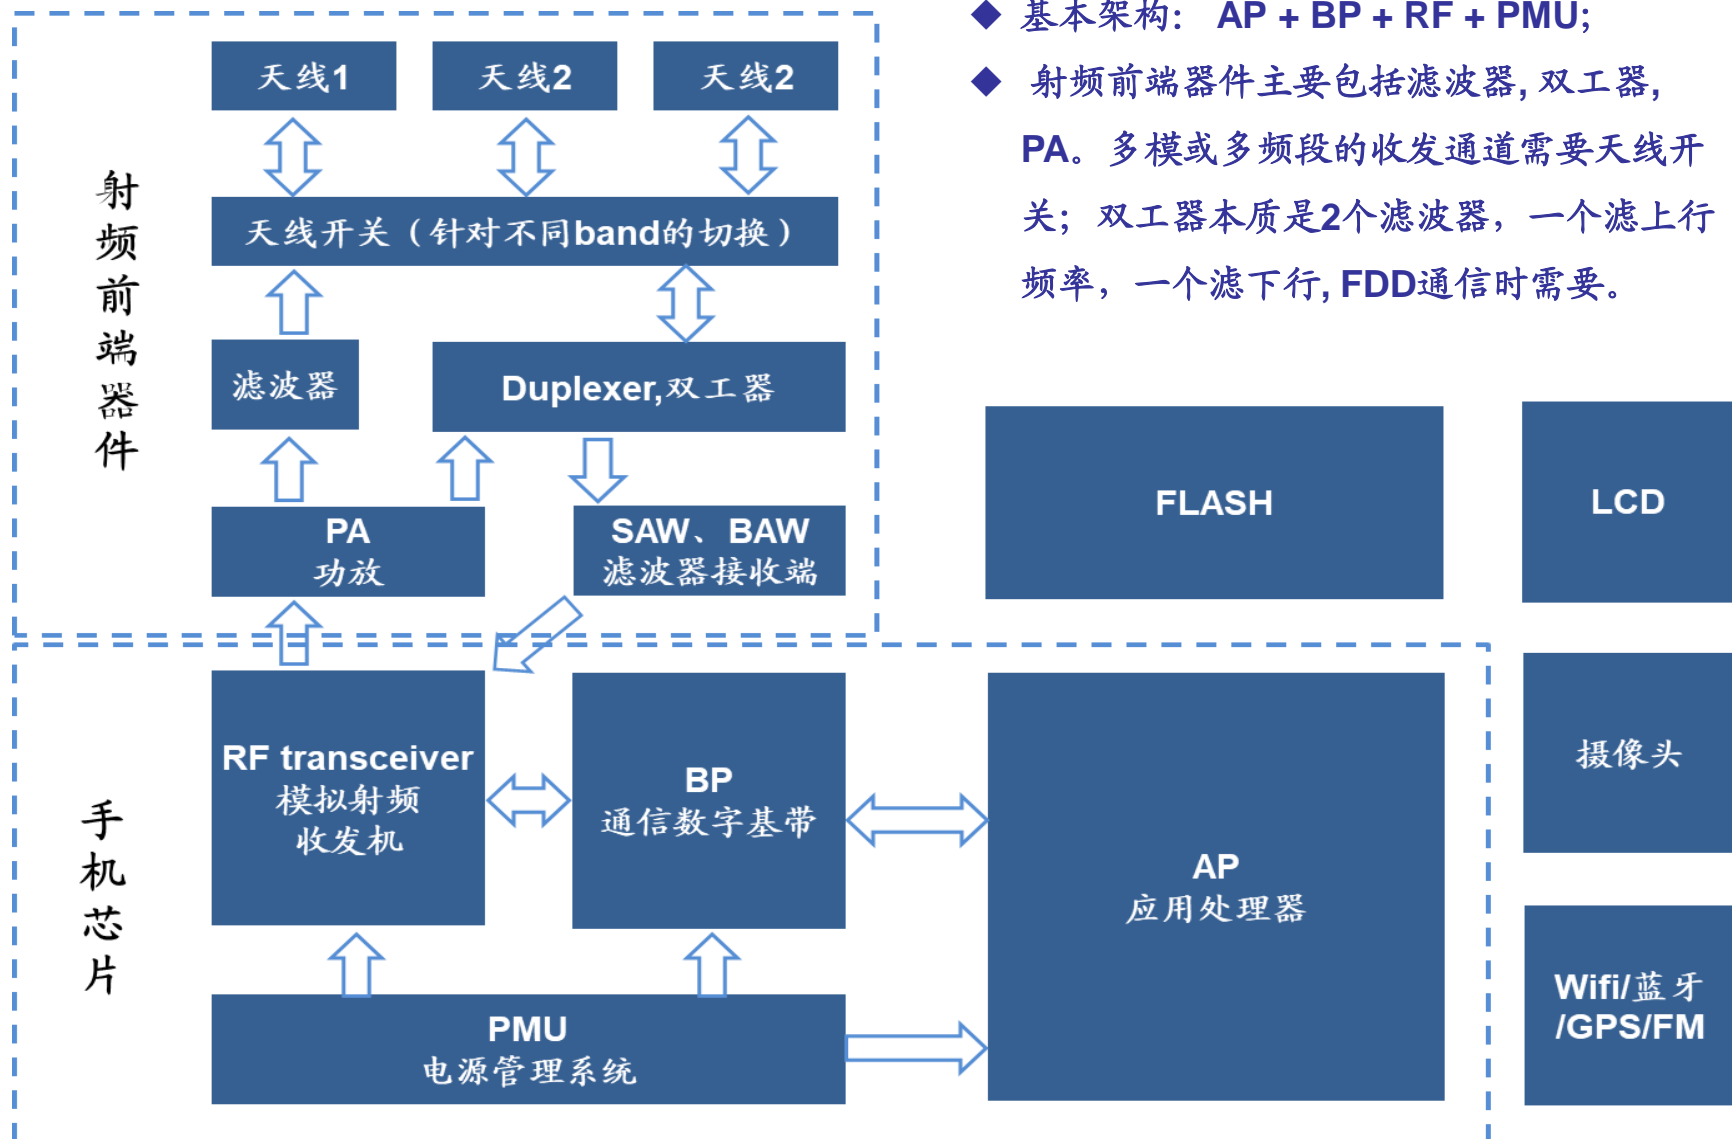 ◆ 基本架构： AP + BP + RF + PMU;
◆ 射频前端器件主要包括滤波器, 双工器,
PA。多模或多频段的收发通道需要天线开
关；双工器本质是2个滤波器，一个滤上行
频率，一个滤下行, FDD通信时需要。
射频前端器件
天线1
天线2
天线2
天线开关（针对不同band的切换）
滤波器
Duplexer,双工器
PA
功放
SAW、BAW
滤波器接收端
手机芯片
RF transceiver
模拟射频
收发机
BP
通信数字基带
AP
应用处理器
PMU
电源管理系统
FLASH
LCD
摄像头
Wifi/蓝牙
/GPS/FM